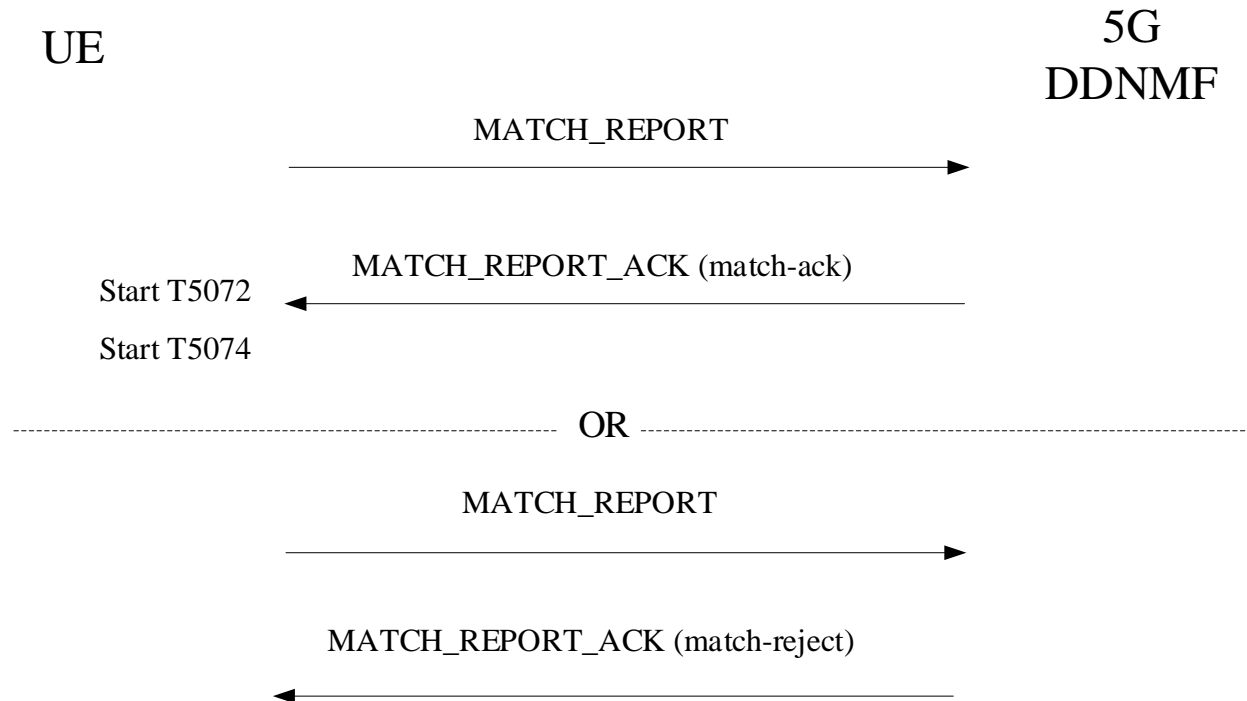 UE
5G
DDNMF
MATCH_REPORT
MATCH_REPORT_ACK (match-ack)
Start T5072
Start T5074
OR
MATCH_REPORT
MATCH_REPORT_ACK (match-reject)